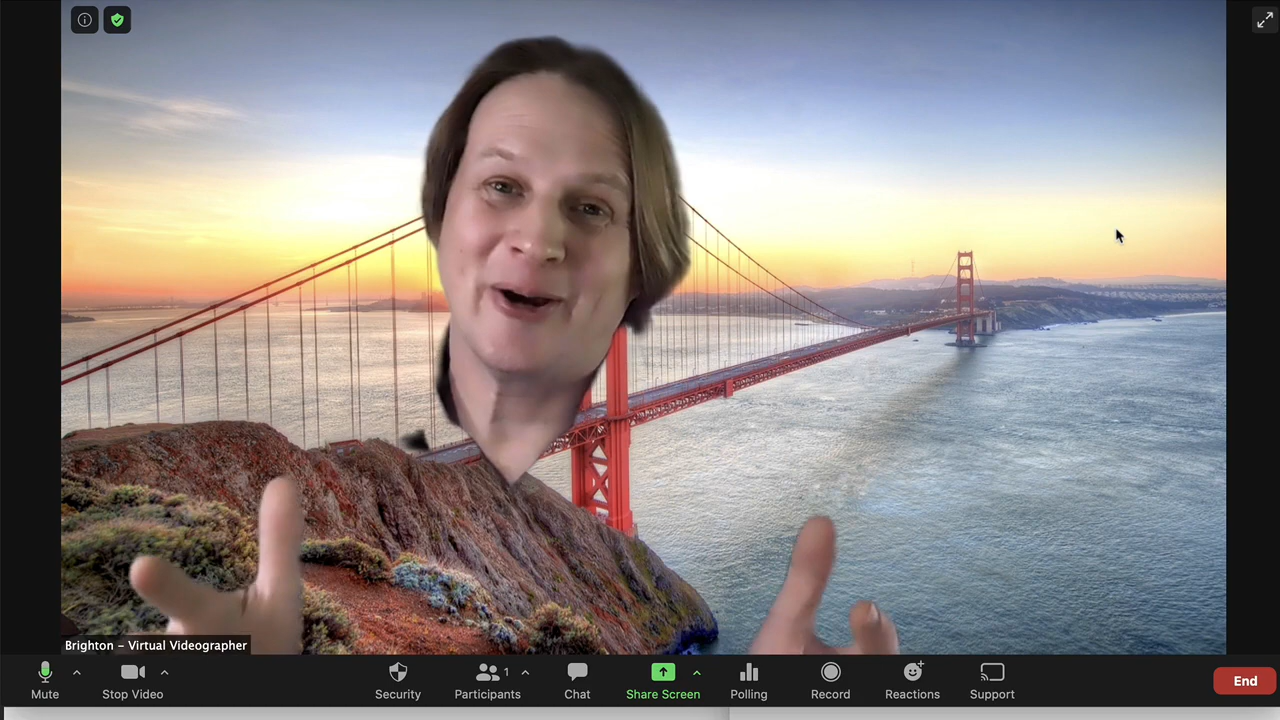 Brighton – Virtual Videographer
Mute
Stop Video
Security
Participants
1
Chat
Share Screen
Polling
Record
Reactions
Support
End